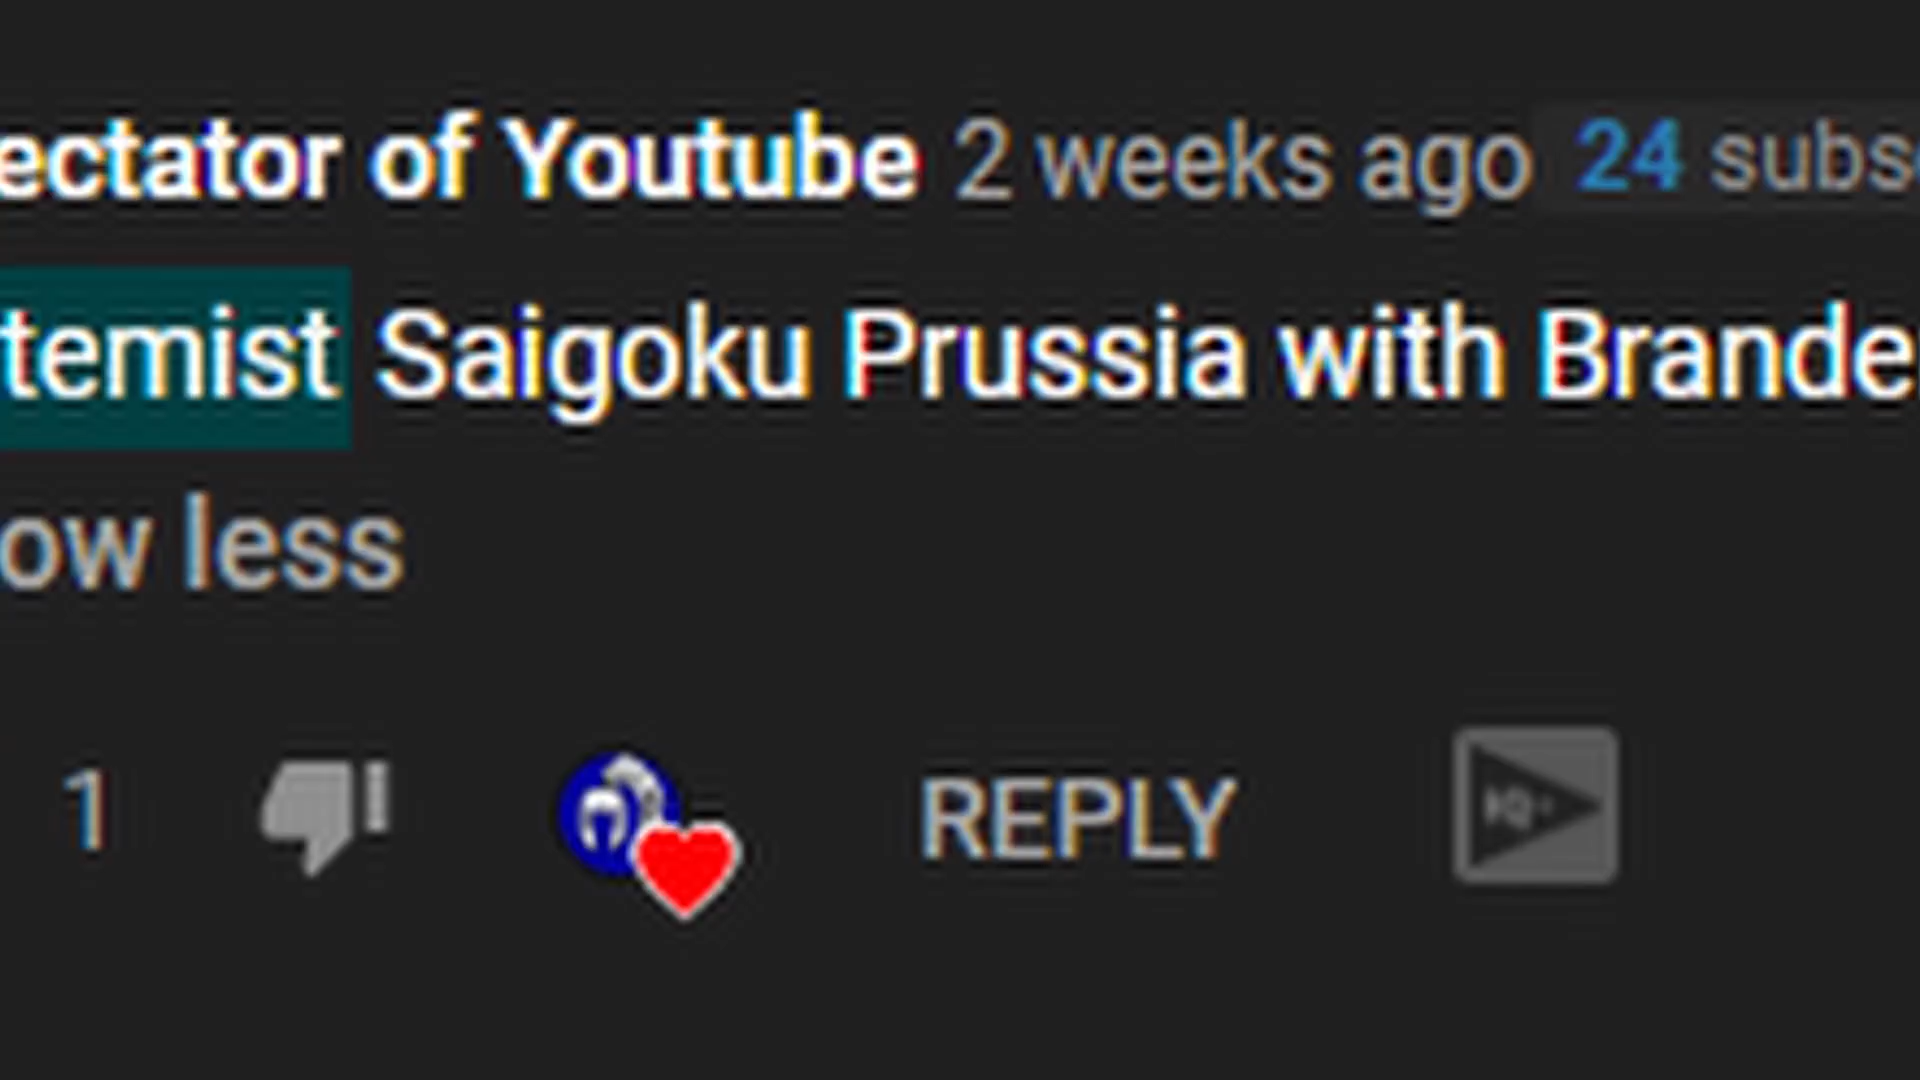 ectator of Youtube 2 weeks ago 24 subs
temist Saigoku Prussia with Brande
ow less
1 REPLY